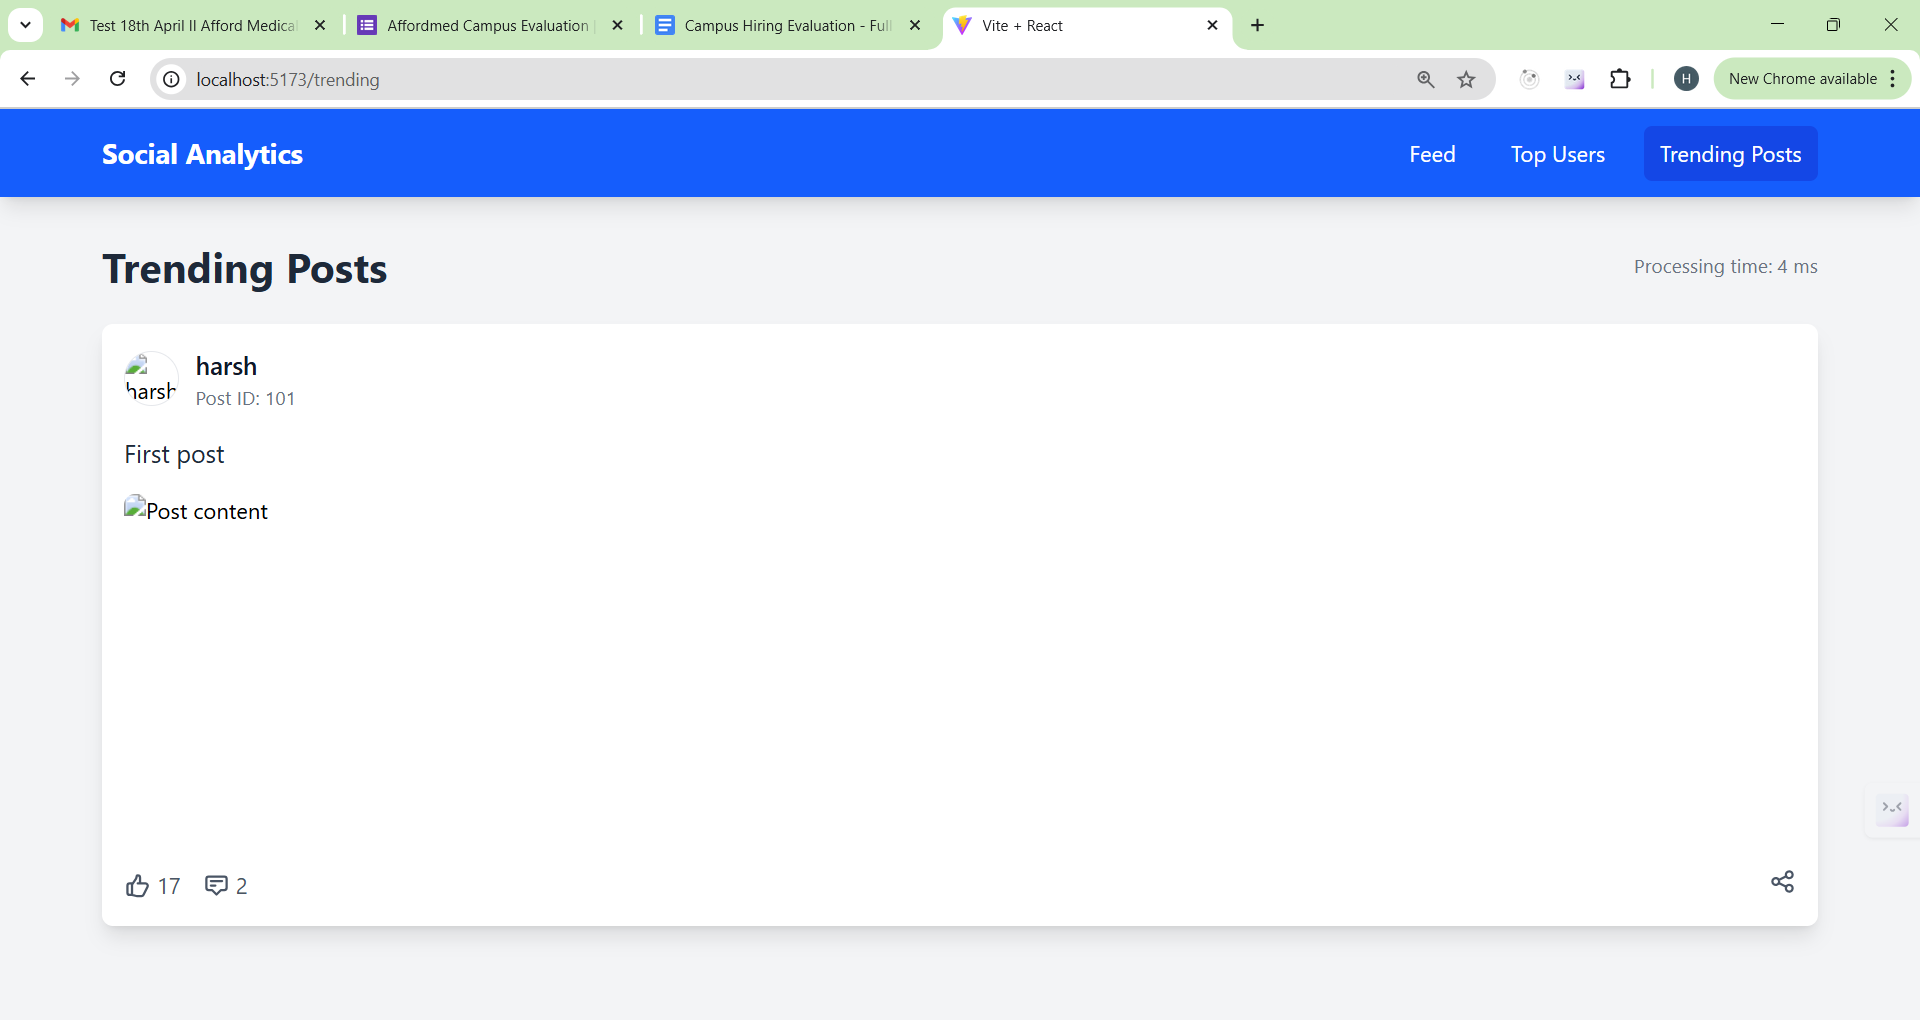 Test 18th April II Afford Medical
Affordmed Campus Evaluation
Campus Hiring Evaluation - Full
Vite + React
localhost:5173/trending
H
New Chrome available
Social Analytics
Feed
Top Users
Trending Posts
Trending Posts
Processing time: 4 ms
harsh
harsh
Post ID: 101
First post
Post content
17
2